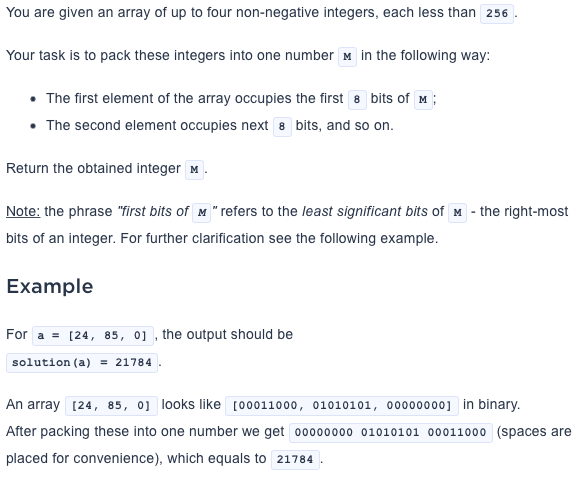 You are given an array of up to four non-negative integers, each less than 256.
Your task is to pack these integers into one number M in the following way:
• The first element of the array occupies the first 8 bits of M;
• The second element occupies next 8 bits, and so on.
Return the obtained integer M.
Note: the phrase "first bits of M" refers to the least significant bits of M - the right-most
bits of an integer. For further clarification see the following example.
Example
For a = [24, 85, 0], the output should be
solution(a) = 21784.
An array [24, 85, 0] looks like [00011000, 01010101, 00000000] in binary.
After packing these into one number we get 00000000 01010101 00011000 (spaces are
placed for convenience), which equals to 21784.